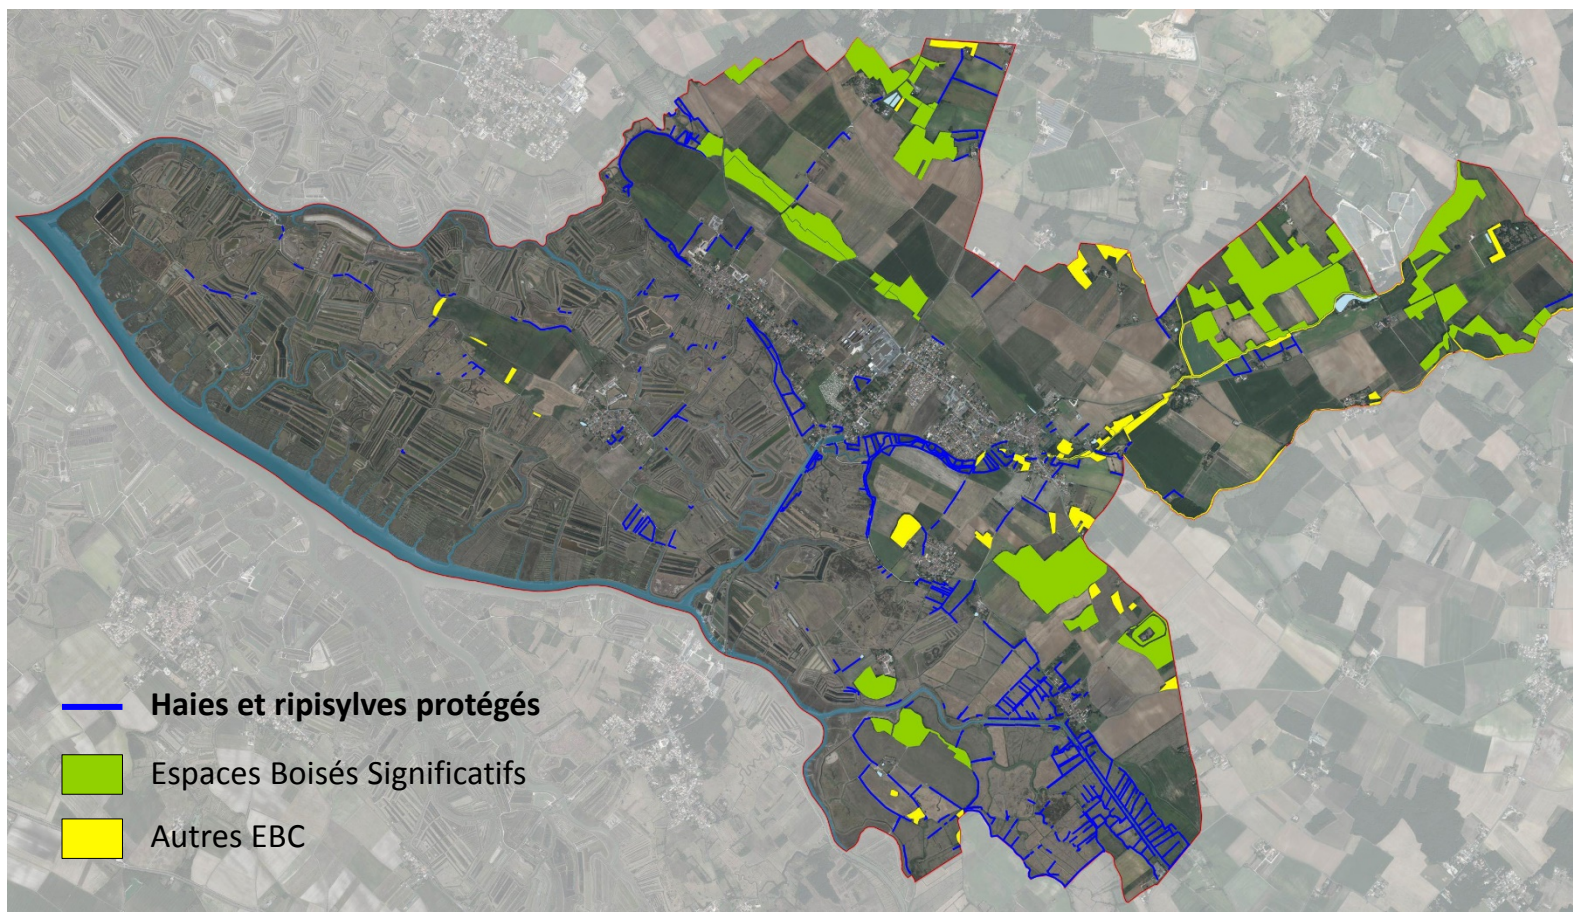 Haies et ripisylves protégés
Espaces Boisés Significatifs
Autres EBC